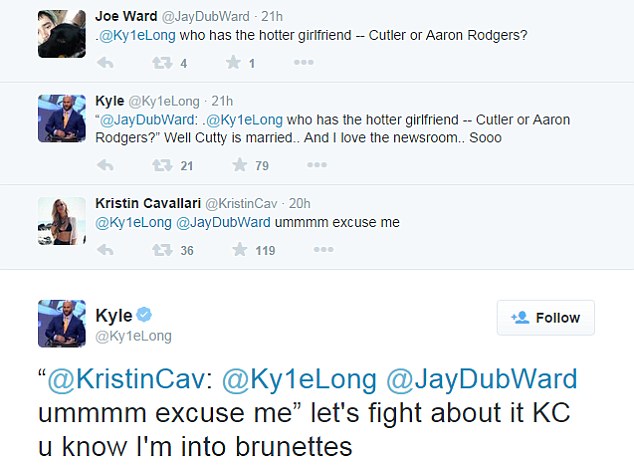 Joe Ward @JayDubWard · 21h
.@Ky1eLong who has the hotter girlfriend -- Cutler or Aaron Rodgers?
4 1
Kyle @Ky1eLong · 21h
“@JayDubWard: .@Ky1eLong who has the hotter girlfriend -- Cutler or Aaron
Rodgers?” Well Cutty is married.. And I love the newsroom.. Sooo
21 79
Kristin Cavallari @KristinCav · 20h
@Ky1eLong @JayDubWard ummmm excuse me
36 119
Kyle
@Ky1eLong
Follow
“@KristinCav: @Ky1eLong @JayDubWard
ummmm excuse me” let's fight about it KC
u know I'm into brunettes